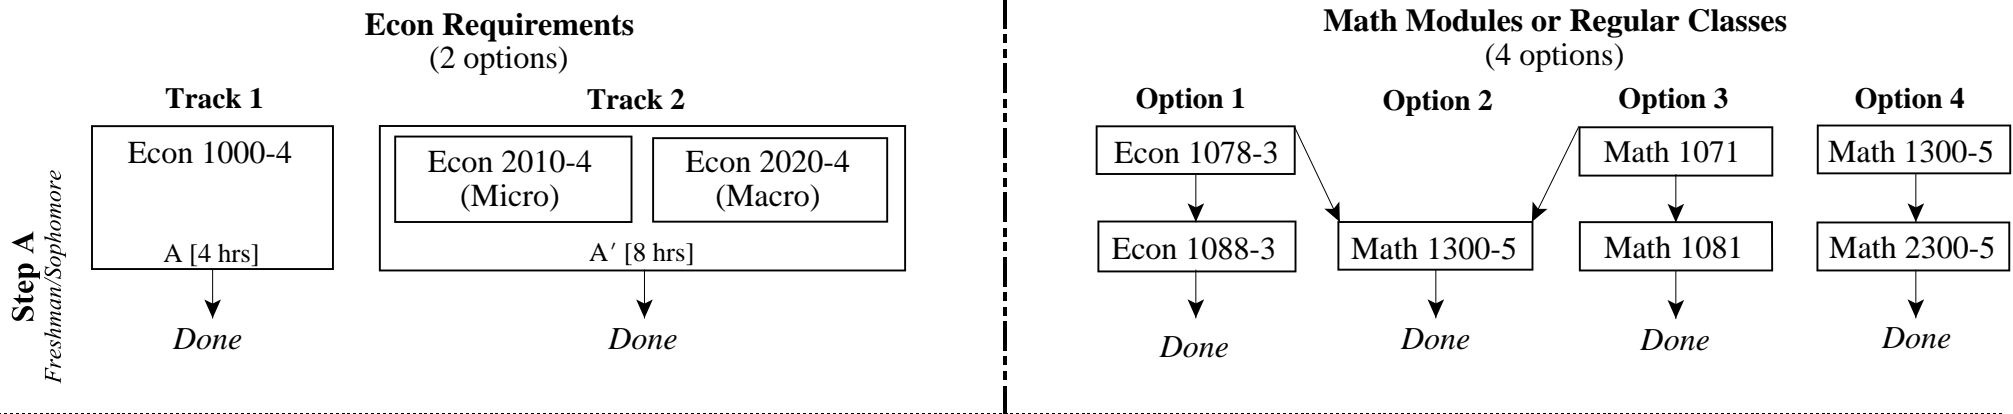 Econ Requirements
(2 options)
Track 1
Track 2
Econ 1000-4
A [4 hrs]
Econ 2010-4
(Micro)
Econ 2020-4
(Macro)
A′ [8 hrs]
Done
Done
Step A
Freshman/Sophomore
Math Modules or Regular Classes
(4 options)
Option 1
Option 2
Option 3
Option 4
Econ 1078-3
Math 1071
Math 1300-5
Econ 1088-3
Math 1300-5
Math 1081
Math 2300-5
Done
Done
Done
Done